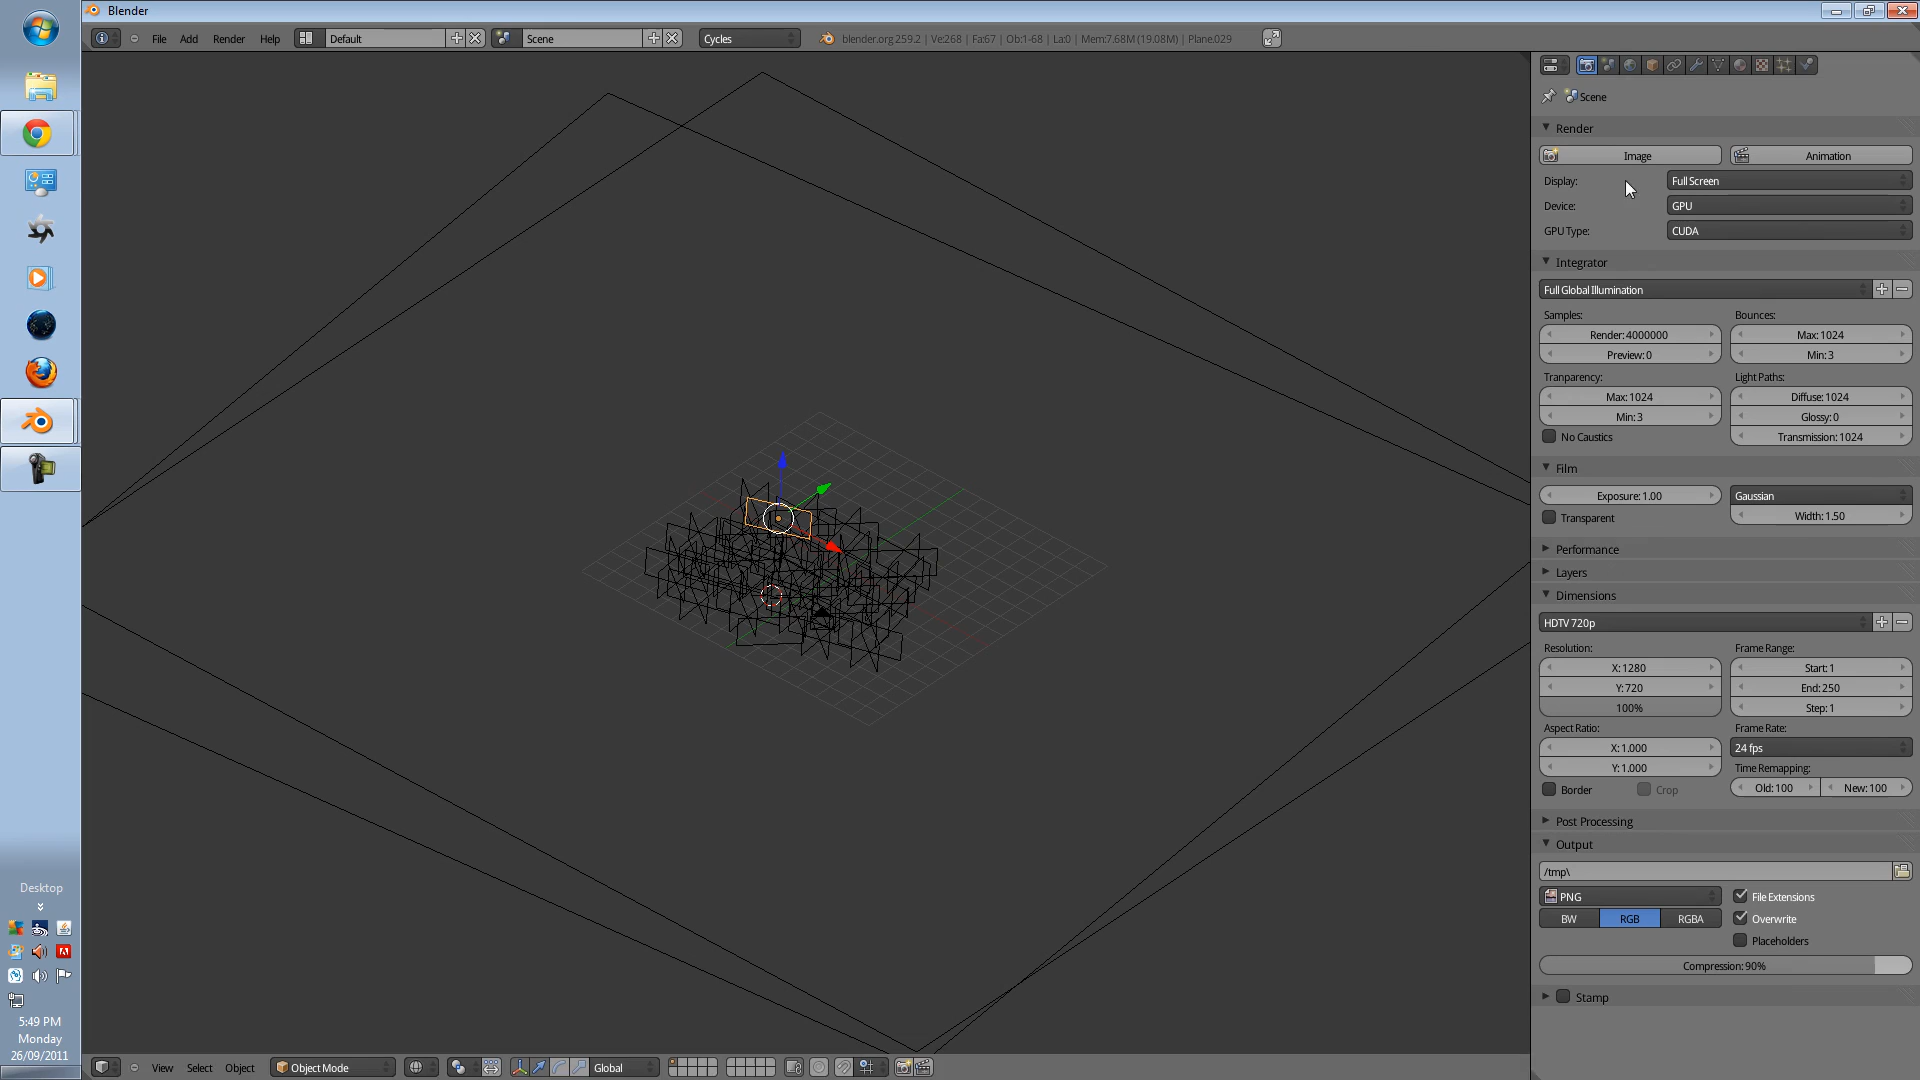 Blender
File Add Render Help Default Scene Cycles blender.org 259.2 | Ve:268 | Fa:67 | Ob:1-68 | La:0 | Mem:7.68M (19.08M) | Plane.029
Scene
Render
Image Animation
Display: Full Screen
Device: GPU
GPU Type: CUDA
Integrator
Full Global Illumination
Samples: Bounces:
Render: 4000000 Max: 1024
Preview: 0 Min: 3
Tranparency: Light Paths:
Max: 1024 Diffuse: 1024
Min: 3 Glossy: 0
No Caustics Transmission: 1024
Film
Exposure: 1.00 Gaussian
Transparent Width: 1.50
Performance
Layers
Dimensions
HDTV 720p
Resolution: Frame Range:
X: 1280 Start: 1
Y: 720 End: 250
100% Step: 1
Aspect Ratio: Frame Rate:
X: 1.000 24 fps
Y: 1.000 Time Remapping:
Border Crop Old: 100 New: 100
Post Processing
Output
/tmp\
PNG File Extensions
BW RGB RGBA Overwrite
Placeholders
Compression: 90%
Stamp
Desktop
5:49 PM
Monday
26/09/2011
View Select Object Object Mode Global